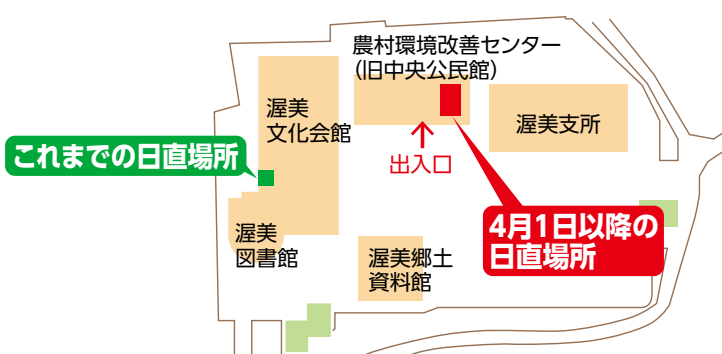 農村環境改善センター
（旧中央公民館）
渥美
文化会館
渥美支所
これまでの日直場所
出入口
4月1日以降の
日直場所
渥美
図書館
渥美郷土
資料館